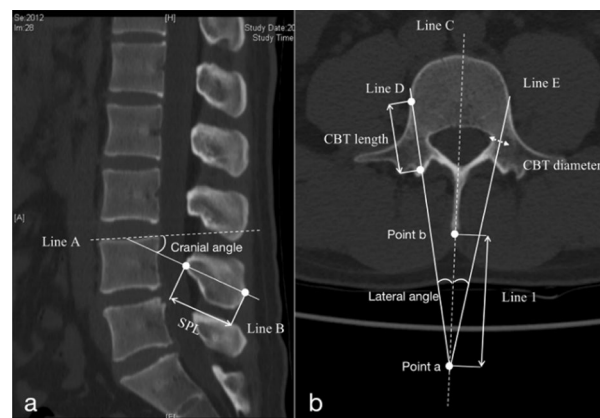 Se:2012
Im:28
[H]
Study Date:20
Study Time
[A]
Line A
Cranial angle
SPL
Line B
a
Line C
Line D
Line E
CBT length
CBT diameter
Point b
Lateral angle
Line 1
Point a
b